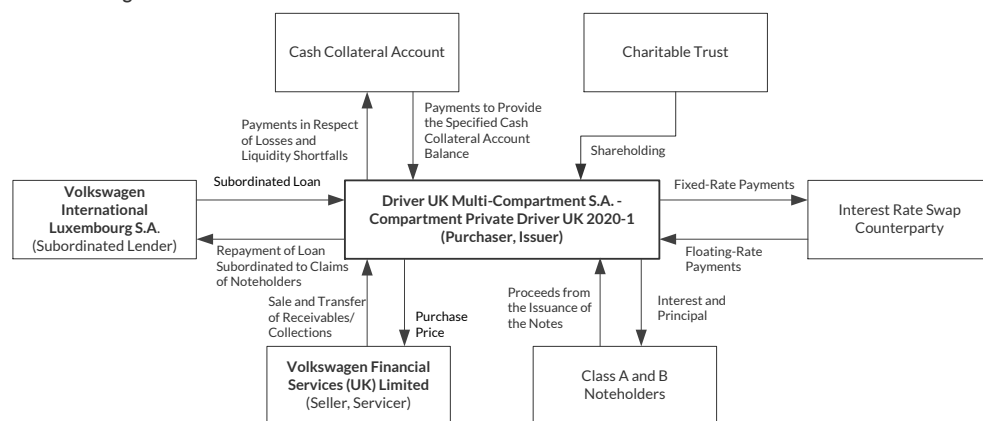 Cash Collateral Account
Charitable Trust
Payments in Respect
of Losses and
Liquidity Shortfalls
Payments to Provide
the Specified Cash
Collateral Account
Balance
Shareholding
Volkswagen
International
Luxembourg S.A.
(Subordinated Lender)
Subordinated Loan
Driver UK Multi-Compartment S.A. -
Compartment Private Driver UK 2020-1
(Purchaser, Issuer)
Fixed-Rate Payments
Interest Rate Swap
Counterparty
Repayment of Loan
Subordinated to Claims
of Noteholders
Floating-Rate
Payments
Sale and Transfer
of Receivables/
Collections
Purchase
Price
Proceeds from
the Issuance of
the Notes
Interest and
Principal
Volkswagen Financial
Services (UK) Limited
(Seller, Servicer)
Class A and B
Noteholders